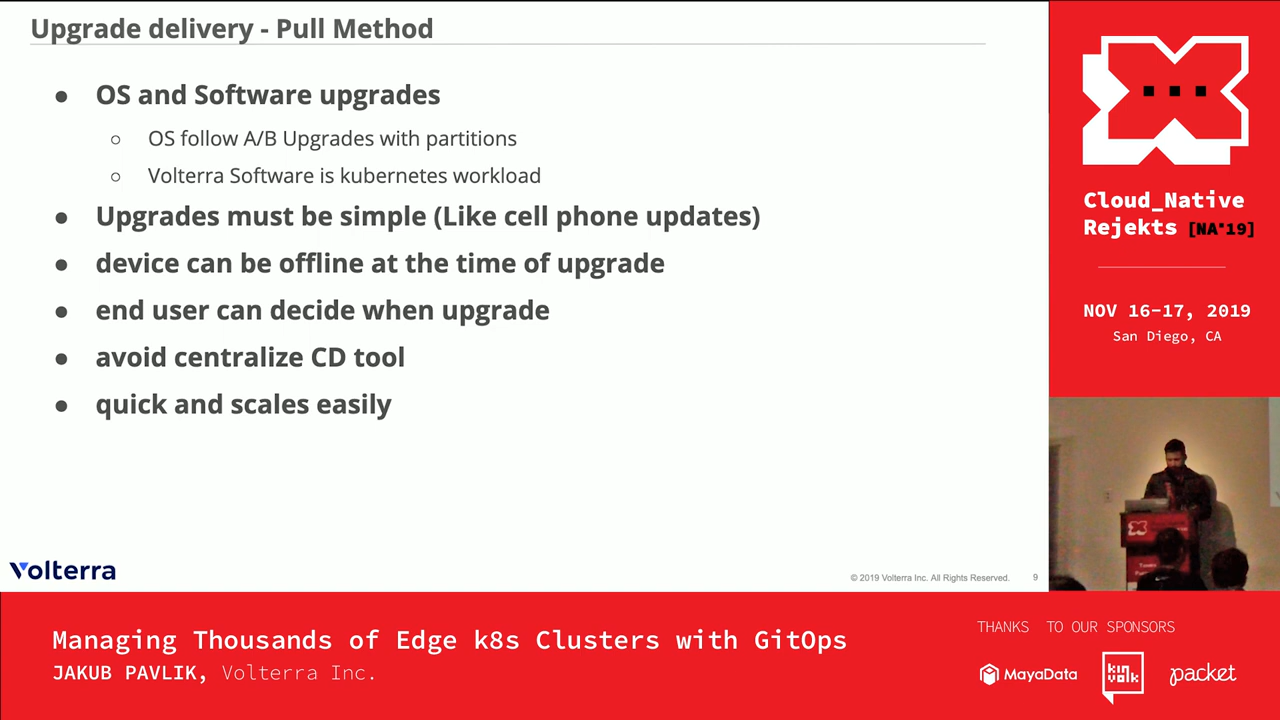 Upgrade delivery - Pull Method
● OS and Software upgrades
○ OS follow A/B Upgrades with partitions
○ Volterra Software is kubernetes workload
● Upgrades must be simple (Like cell phone updates)
● device can be offline at the time of upgrade
● end user can decide when upgrade
● avoid centralize CD tool
● quick and scales easily
volterra
© 2019 Volterra Inc. All Rights Reserved.
9
Cloud_Native
Rejekts [NA'19]
NOV 16-17, 2019
San Diego, CA
Managing Thousands of Edge k8s Clusters with GitOps
JAKUB PAVLIK, Volterra Inc.
THANKS TO OUR SPONSORS
MayaData
kin
volk
packet